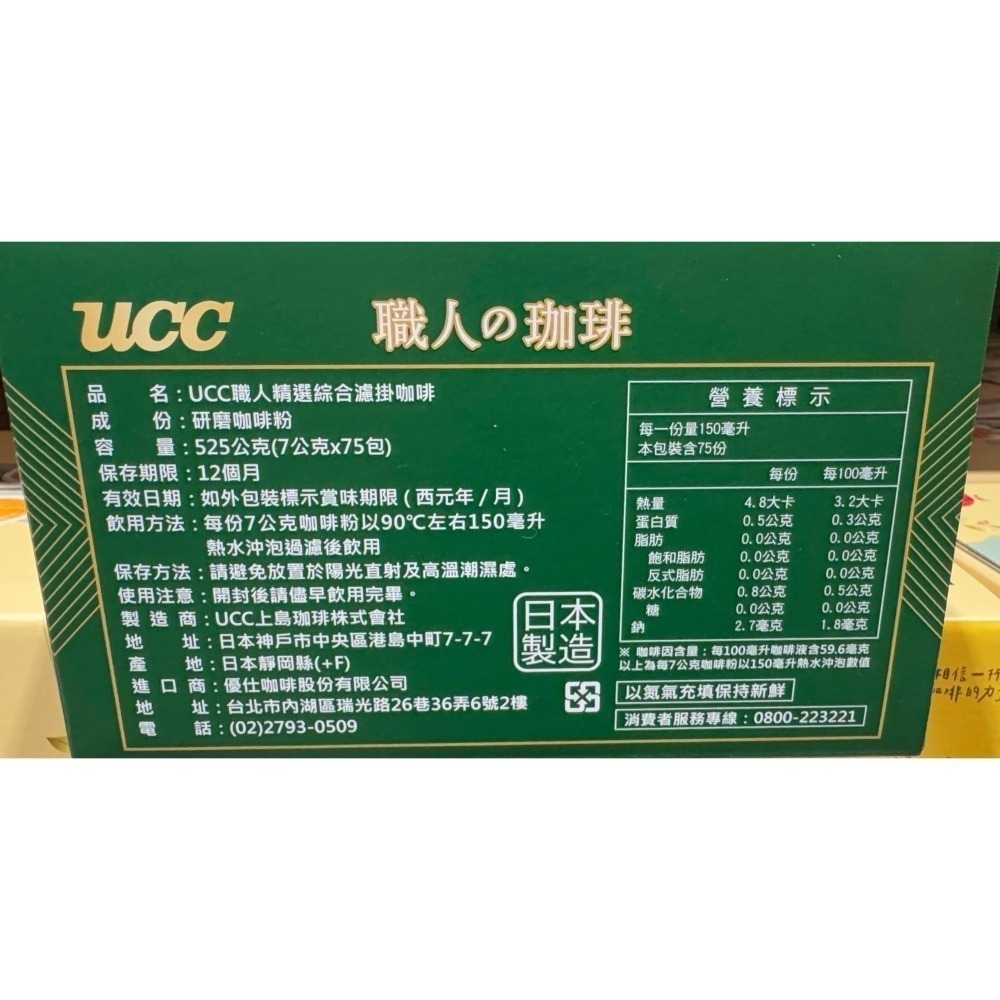 UCC
職人の珈琲
品 名:UCC職人精選綜合濾掛咖啡
成 份:研磨咖啡粉
容 量:525公克(7公克x75包)
保存期限:12個月
有效日期:如外包裝標示賞味期限(西元年/月)
飲用方法:每份7公克咖啡粉以90℃左右150毫升
熱水沖泡過濾後飲用
保存方法:請避免放置於陽光直射及高溫潮濕處。
使用注意:開封後請儘早飲用完畢。
製 造 商:UCC上島珈琲株式會社
地 址:日本神戶市中央區港島中町7-7-7
產 地:日本靜岡縣(+F)
進 口 商:優仕咖啡股份有限公司
地 址:台北市內湖區瑞光路26巷36弄6號2樓
電 話:(02)2793-0509
日本
製造
營養標示
每一份量150毫升
本包裝含75份
每份 每100毫升
熱量 4.8大卡 3.2大卡
蛋白質 0.5公克 0.3公克
脂肪 0.0公克 0.0公克
飽和脂肪 0.0公克 0.0公克
反式脂肪 0.0公克 0.0公克
碳水化合物 0.8公克 0.5公克
糖 0.0公克 0.0公克
鈉 2.7毫克 1.8毫克
※ 咖啡因含量:每100毫升咖啡液含59.6毫克
以上為每7公克咖啡粉以150毫升熱水沖泡數值
以氮氣充填保持新鮮
消費者服務專線:0800-223221
相信一
咖啡的力